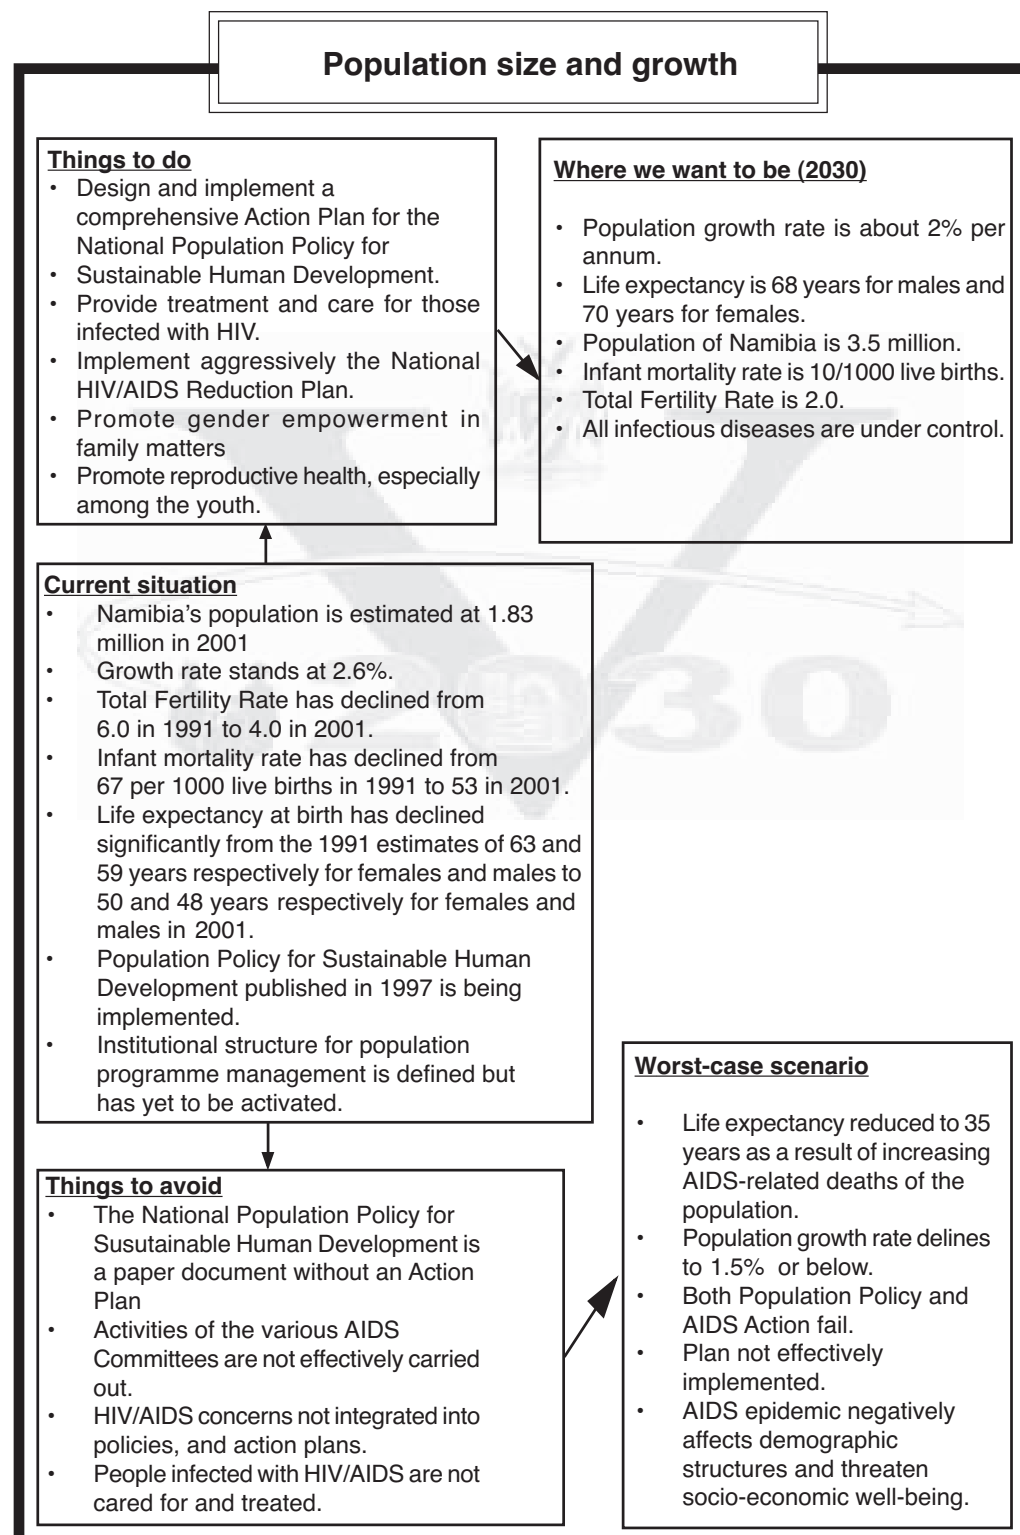 Population size and growth
Things to do
• Design and implement a
comprehensive Action Plan for the
National Population Policy for
• Sustainable Human Development.
• Provide treatment and care for those
infected with HIV.
• Implement aggressively the National
HIV/AIDS Reduction Plan.
• Promote gender empowerment in
family matters
• Promote reproductive health, especially
among the youth.
Where we want to be (2030)
• Population growth rate is about 2% per
annum.
• Life expectancy is 68 years for males and
70 years for females.
• Population of Namibia is 3.5 million.
• Infant mortality rate is 10/1000 live births.
• Total Fertility Rate is 2.0.
• All infectious diseases are under control.
Current situation
• Namibia's population is estimated at 1.83
million in 2001
• Growth rate stands at 2.6%.
• Total Fertility Rate has declined from
6.0 in 1991 to 4.0 in 2001.
• Infant mortality rate has declined from
67 per 1000 live births in 1991 to 53 in 2001.
• Life expectancy at birth has declined
significantly from the 1991 estimates of 63 and
59 years respectively for females and males to
50 and 48 years respectively for females and
males in 2001.
• Population Policy for Sustainable Human
Development published in 1997 is being
implemented.
• Institutional structure for population
programme management is defined but
has yet to be activated.
2030
Things to avoid
• The National Population Policy for
Susutainable Human Development is
a paper document without an Action
Plan
• Activities of the various AIDS
Committees are not effectively carried
out.
• HIV/AIDS concerns not integrated into
policies, and action plans.
• People infected with HIV/AIDS are not
cared for and treated.
Worst-case scenario
• Life expectancy reduced to 35
years as a result of increasing
AIDS-related deaths of the
population.
• Population growth rate delines
to 1.5% or below.
• Both Population Policy and
AIDS Action fail.
• Plan not effectively
implemented.
• AIDS epidemic negatively
affects demographic
structures and threaten
socio-economic well-being.